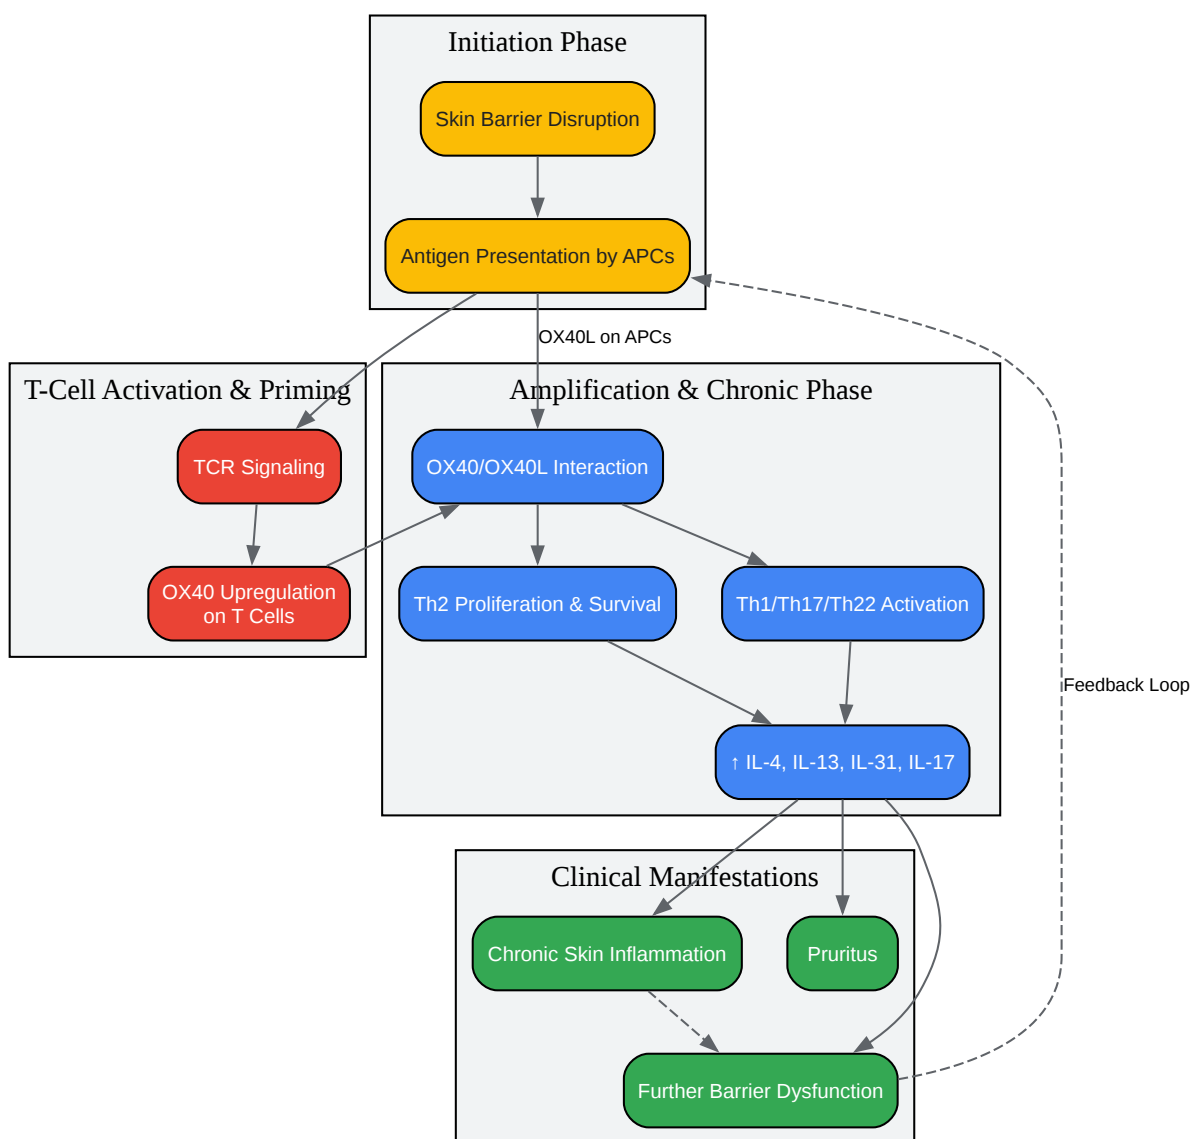 Initiation Phase
Skin Barrier Disruption
Antigen Presentation by APCs
OX40L on APCs
T-Cell Activation & Priming
TCR Signaling
OX40 Upregulation
on T Cells
Amplification & Chronic Phase
OX40/OX40L Interaction
Th2 Proliferation & Survival
Th1/Th17/Th22 Activation
↑ IL-4, IL-13, IL-31, IL-17
Feedback Loop
Clinical Manifestations
Chronic Skin Inflammation
Pruritus
Further Barrier Dysfunction